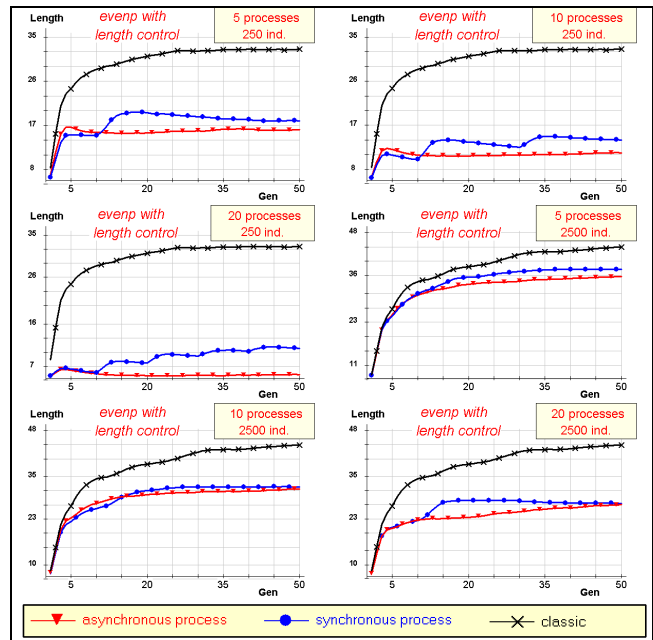 Length
evenp with
length control
5 processes
250 ind.
35
26
17
8
5
20
35
50
Gen
Length
evenp with
length control
10 processes
250 ind.
35
26
17
8
5
20
35
50
Gen
Length
evenp with
length control
20 processes
250 ind.
35
26
16
7
5
20
35
50
Gen
Length
evenp with
length control
5 processes
2500 ind.
48
36
23
11
5
20
35
50
Gen
Length
evenp with
length control
10 processes
2500 ind.
48
35
23
10
5
20
35
50
Gen
Length
evenp with
length control
20 processes
2500 ind.
48
35
23
10
5
20
35
50
Gen
asynchronous process
synchronous process
classic